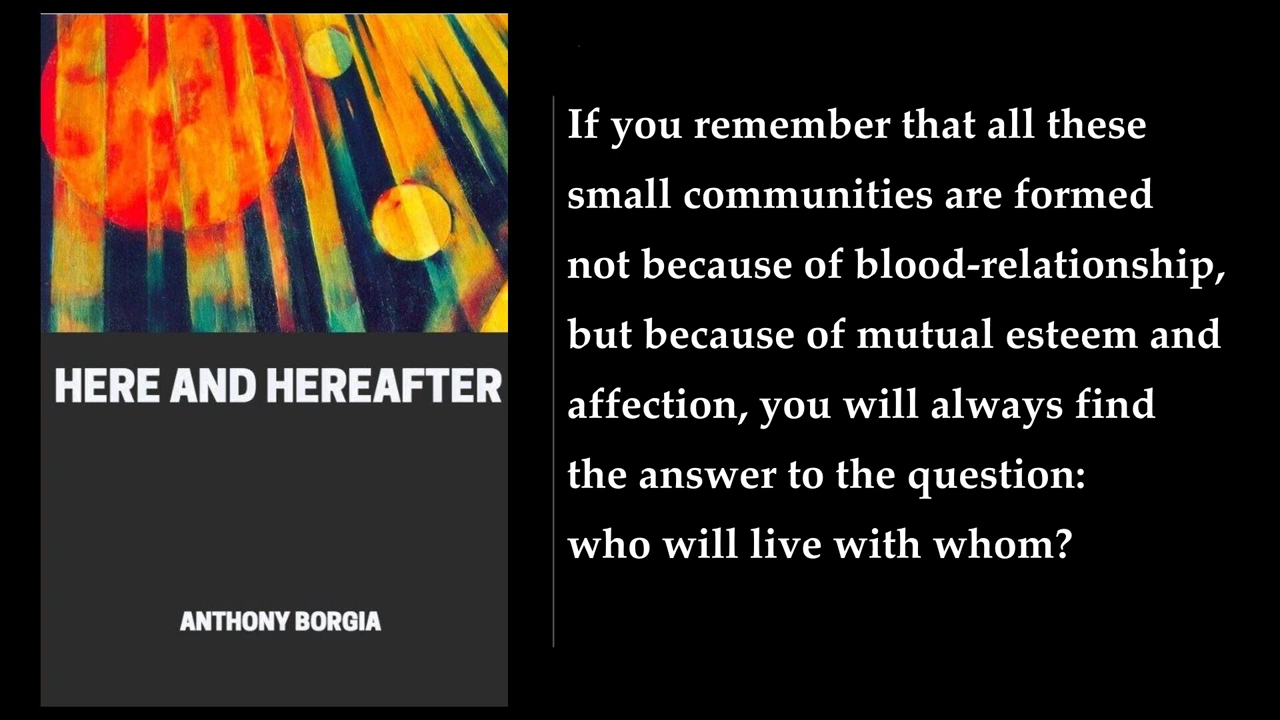 HERE AND HEREAFTER
ANTHONY BORGIA
If you remember that all these
small communities are formed
not because of blood-relationship,
but because of mutual esteem and
affection, you will always find
the answer to the question:
who will live with whom?